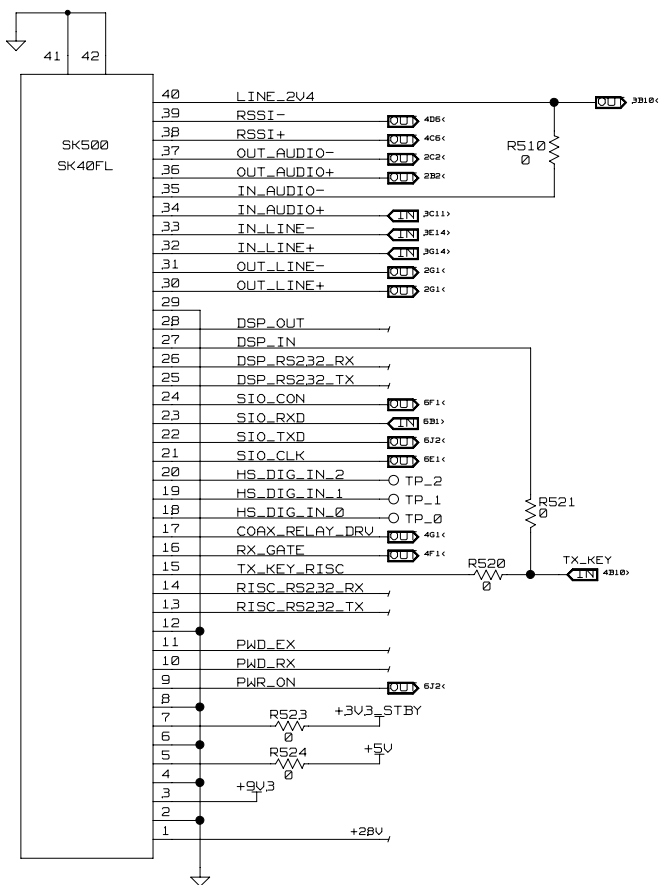 41 42
SK500
SK40FL
40 LINE_2V4 OUT 3B10<
39 RSSI- OUT 4D6<
38 RSSI+ OUT 4C6<
R510
0
37 OUT_AUDIO- OUT 2C2<
36 OUT_AUDIO+ OUT 2B2<
35 IN_AUDIO-
34 IN_AUDIO+ IN 3C11>
33 IN_LINE- IN 3E14>
32 IN_LINE+ IN 3G14>
31 OUT_LINE- OUT 2G1<
30 OUT_LINE+ OUT 2G1<
29
28 DSP_OUT
27 DSP_IN
26 DSP_RS232_RX
25 DSP_RS232_TX
24 SIO_CON OUT 6F1<
23 SIO_RXD IN 6B1>
22 SIO_TXD OUT 6J2<
21 SIO_CLK OUT 6E1<
20 HS_DIG_IN_2 TP_2
19 HS_DIG_IN_1 TP_1
18 HS_DIG_IN_0 TP_0
R521
0
17 COAX_RELAY_DRV OUT 4G1<
16 RX_GATE OUT 4F1<
15 TX_KEY_RISC R520 0 TX_KEY IN 4B10>
14 RISC_RS232_RX
13 RISC_RS232_TX
12
11 PWD_EX
10 PWD_RX
9 PWR_ON OUT 6J2<
8
7 R523 0 +3V3_STBY
6
5 R524 0 +5V
4
3 +9V3
2
1 +28V